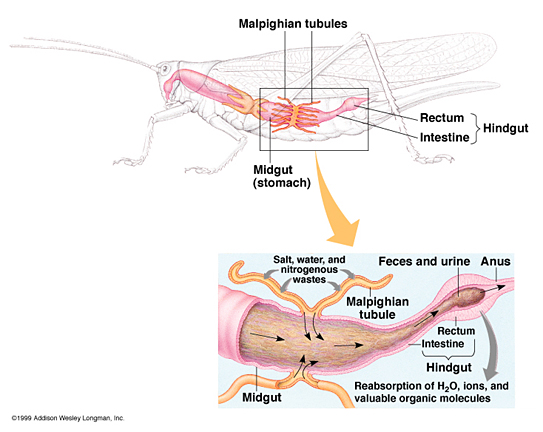 Malpighian tubules
Rectum
Intestine
Hindgut
Midgut
(stomach)
Salt, water, and
nitrogenous
wastes
Feces and urine
Anus
Malpighian
tubule
Rectum
Intestine
Hindgut
Midgut
Reabsorption of H₂O, ions, and
valuable organic molecules
©1999 Addison Wesley Longman, Inc.